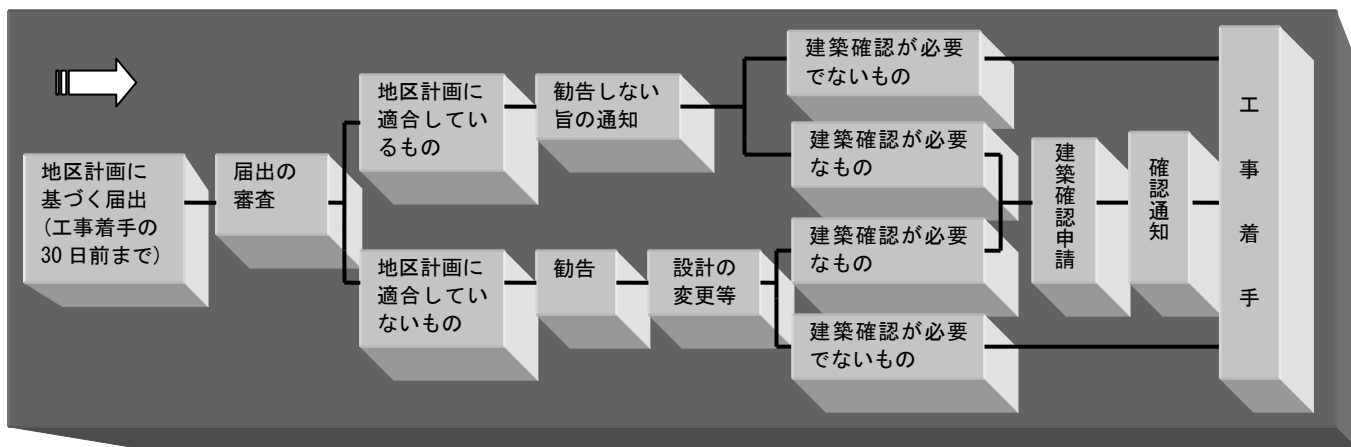 地区計画に
基づく届出
(工事着手の
30日前まで)
届出の
審査
地区計画に
適合してい
るもの
勧告しない
旨の通知
建築確認が必要
でないもの
建築確認が必要
なもの
地区計画に
適合してい
ないもの
勧告
設計の
変更等
建築確認が必要
なもの
建築確認が必要
でないもの
建築確認申請
確認通知
工事着手